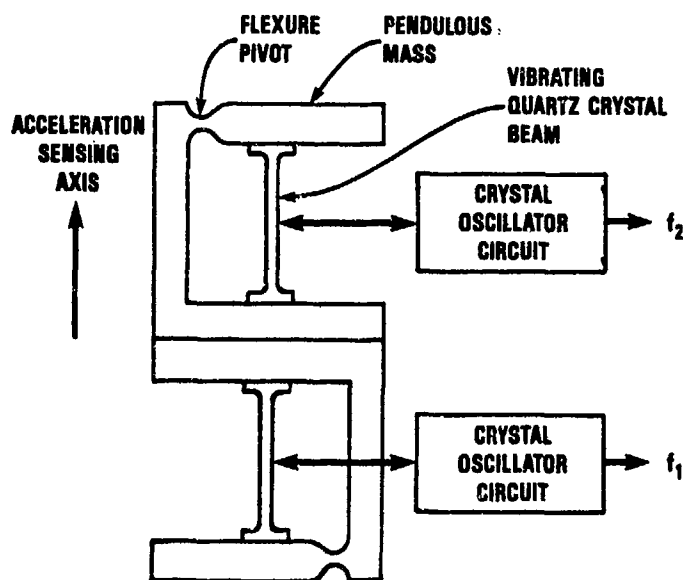 FLEXURE
PIVOT
PENDULOUS
MASS
VIBRATING
QUARTZ CRYSTAL
BEAM
ACCELERATION
SENSING
AXIS
CRYSTAL
OSCILLATOR
CIRCUIT
f2
CRYSTAL
OSCILLATOR
CIRCUIT
f1